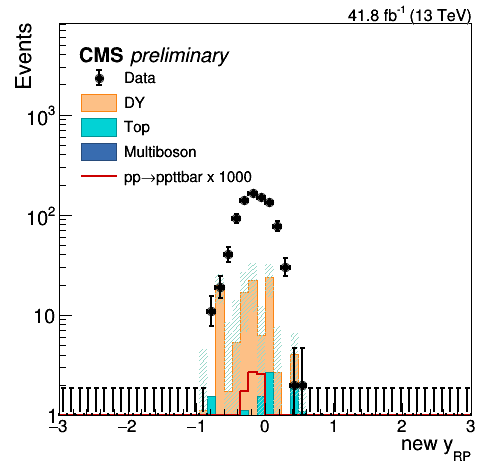 41.8 fb⁻¹ (13 TeV)
Events
CMS preliminary
Data
DY
Top
Multiboson
pp→ppttbar x 1000
10³
10²
10
1
−3 −2 −1 0 1 2 3
new y_RP